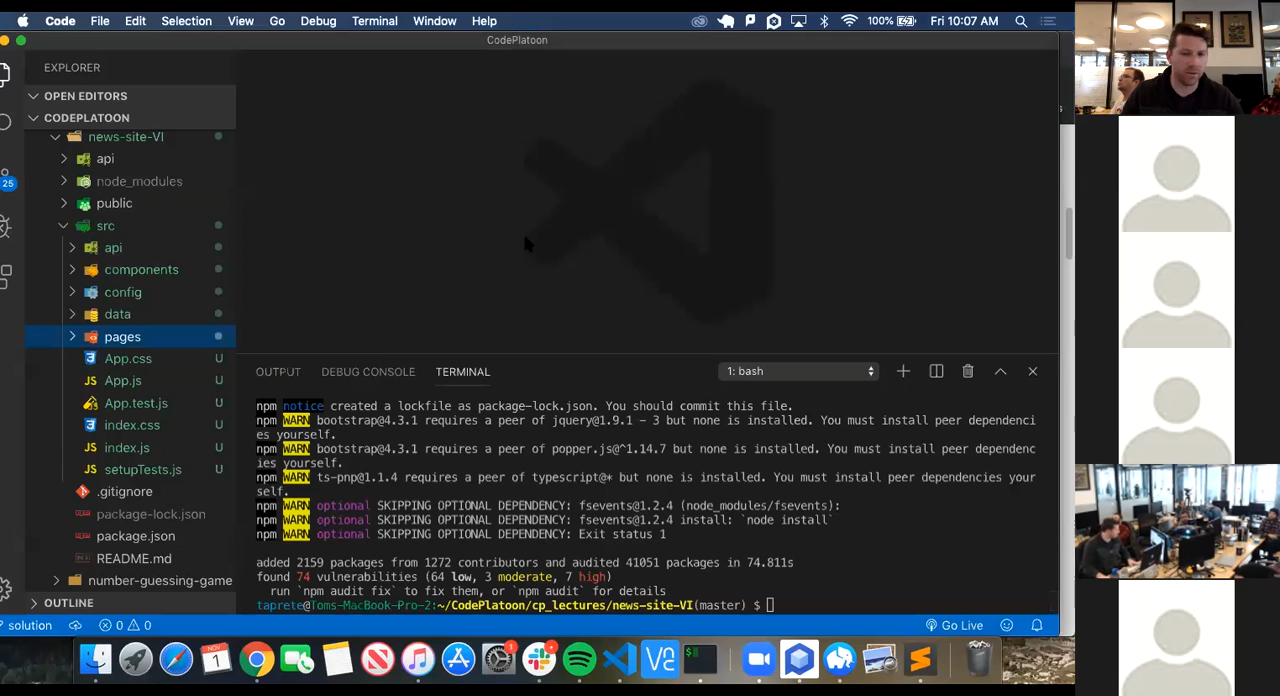 Code File Edit Selection View Go Debug Terminal Window Help 100% Fri 10:07 AM
CodePlatoon
EXPLORER
OPEN EDITORS
CODEPLATOON
news-site-VI
api
node_modules
public
src
api
components
config
data
pages
App.css U
App.js U
App.test.js U
index.css U
index.js U
setupTests.js U
.gitignore
package-lock.json
package.json
README.md
number-guessing-game
OUTLINE
25
OUTPUT DEBUG CONSOLE TERMINAL 1: bash
npm notice created a lockfile as package-lock.json. You should commit this file.
npm WARN bootstrap@4.3.1 requires a peer of jquery@1.9.1 - 3 but none is installed. You must install peer dependenci
es yourself.
npm WARN bootstrap@4.3.1 requires a peer of popper.js@^1.14.7 but none is installed. You must install peer dependenc
ies yourself.
npm WARN ts-pnp@1.1.4 requires a peer of typescript@* but none is installed. You must install peer dependencies your
self.
npm WARN optional SKIPPING OPTIONAL DEPENDENCY: fsevents@1.2.4 (node_modules/fsevents):
npm WARN optional SKIPPING OPTIONAL DEPENDENCY: fsevents@1.2.4 install: `node install`
npm WARN optional SKIPPING OPTIONAL DEPENDENCY: Exit status 1
added 2159 packages from 1272 contributors and audited 41051 packages in 74.811s
found 74 vulnerabilities (64 low, 3 moderate, 7 high)
run `npm audit fix` to fix them, or `npm audit` for details
taprete@Toms-MacBook-Pro-2:~/CodePlatoon/cp_lectures/news-site-VI(master) $
solution 0 0 Go Live
NOV 1
1
VR
$